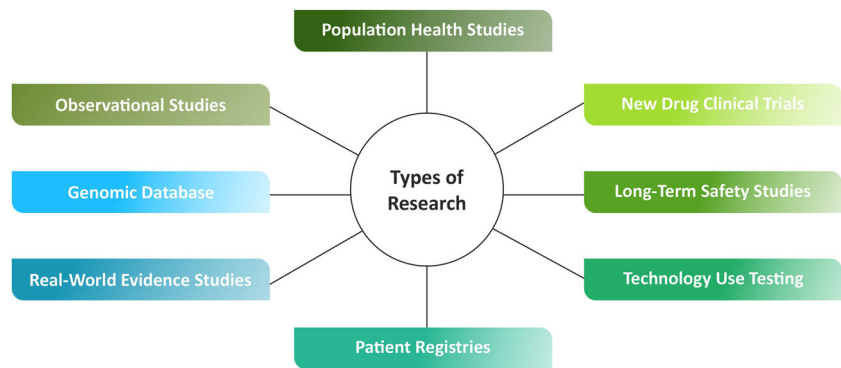 Population Health Studies
Observational Studies
New Drug Clinical Trials
Genomic Database
Types of
Research
Long-Term Safety Studies
Real-World Evidence Studies
Technology Use Testing
Patient Registries